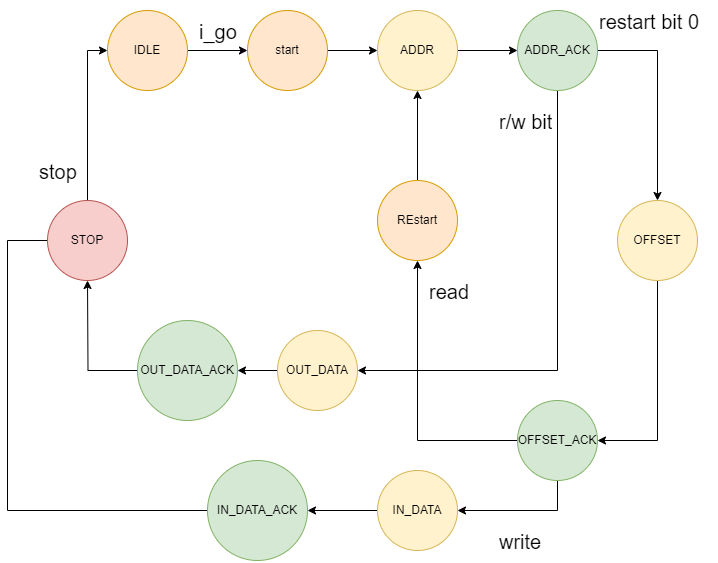 IDLE
i_go
start
ADDR
ADDR_ACK
restart bit 0
r/w bit
stop
STOP
REstart
OFFSET
read
OUT_DATA_ACK
OUT_DATA
OFFSET_ACK
IN_DATA_ACK
IN_DATA
write